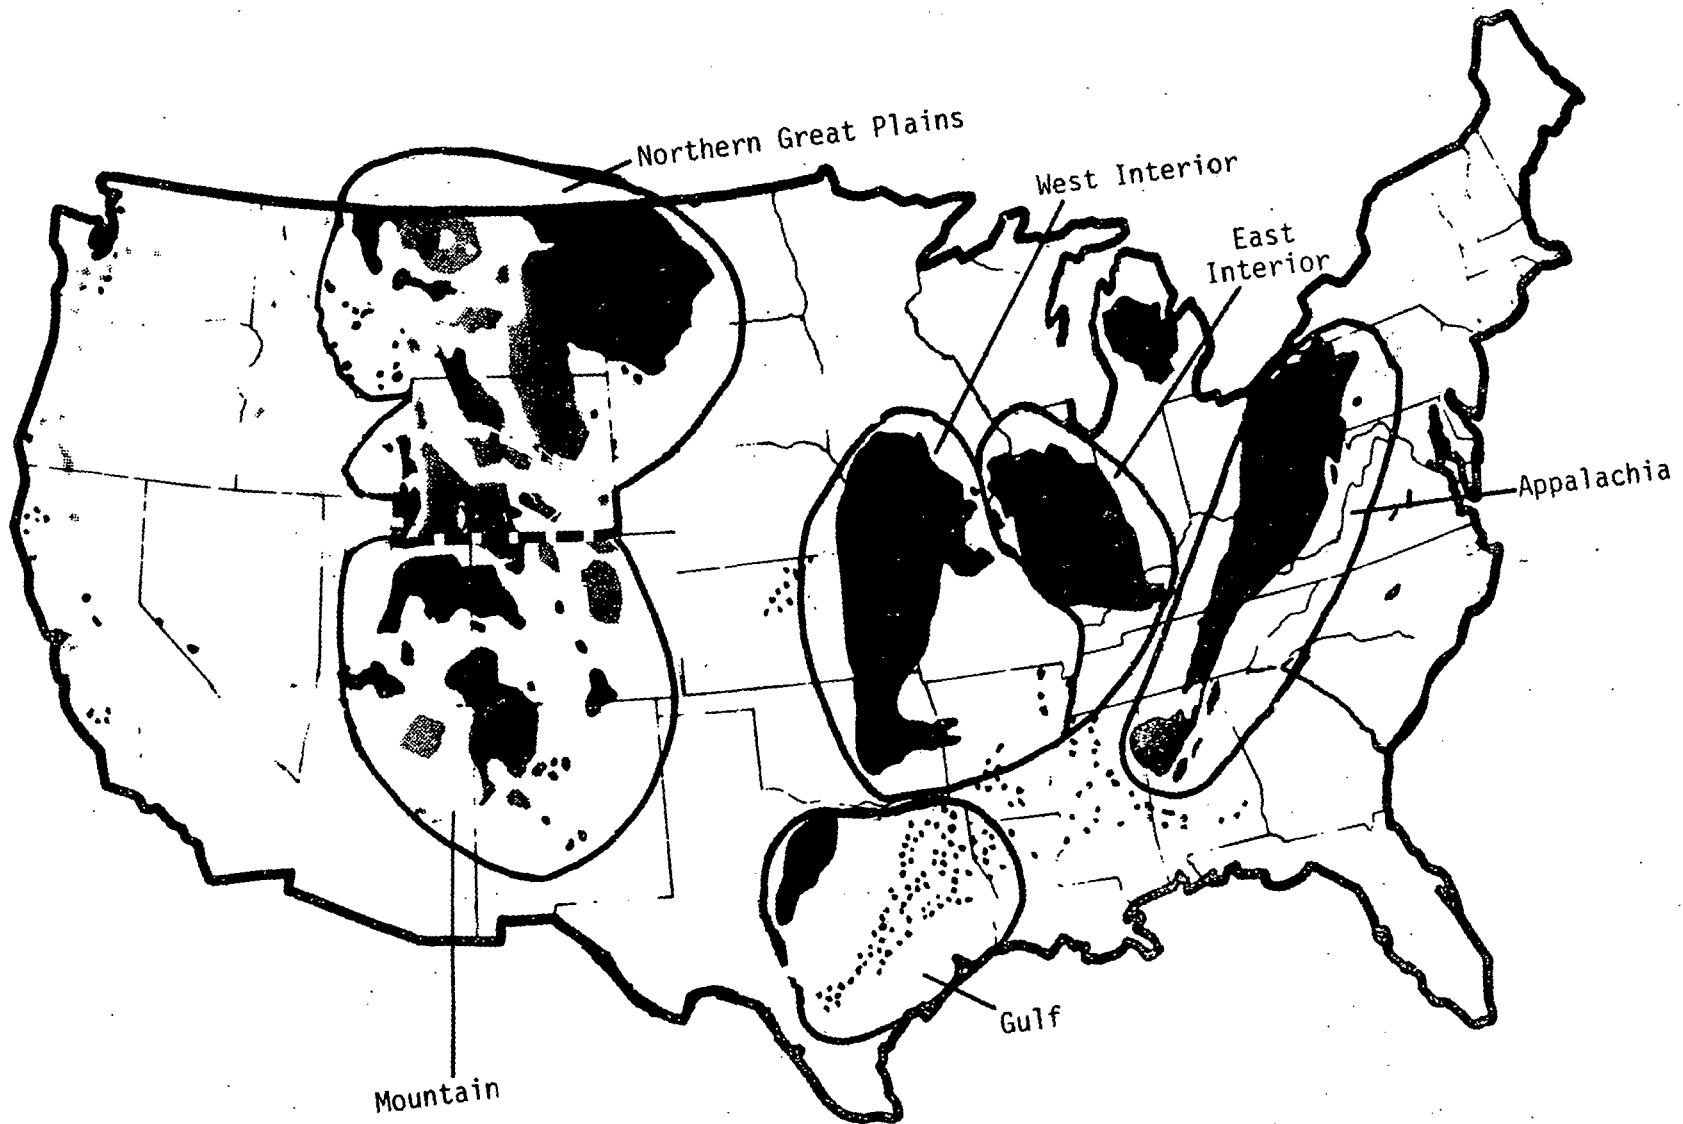 Northern Great Plains
West Interior
East
Interior
Appalachia
Gulf
Mountain